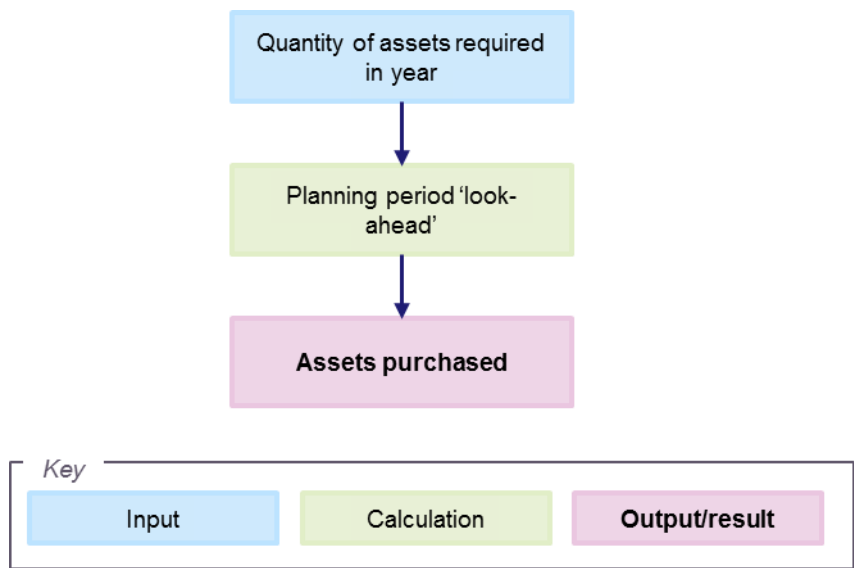 Quantity of assets required
in year
Planning period ‘look-
ahead’
Assets purchased
Key
Input
Calculation
Output/result